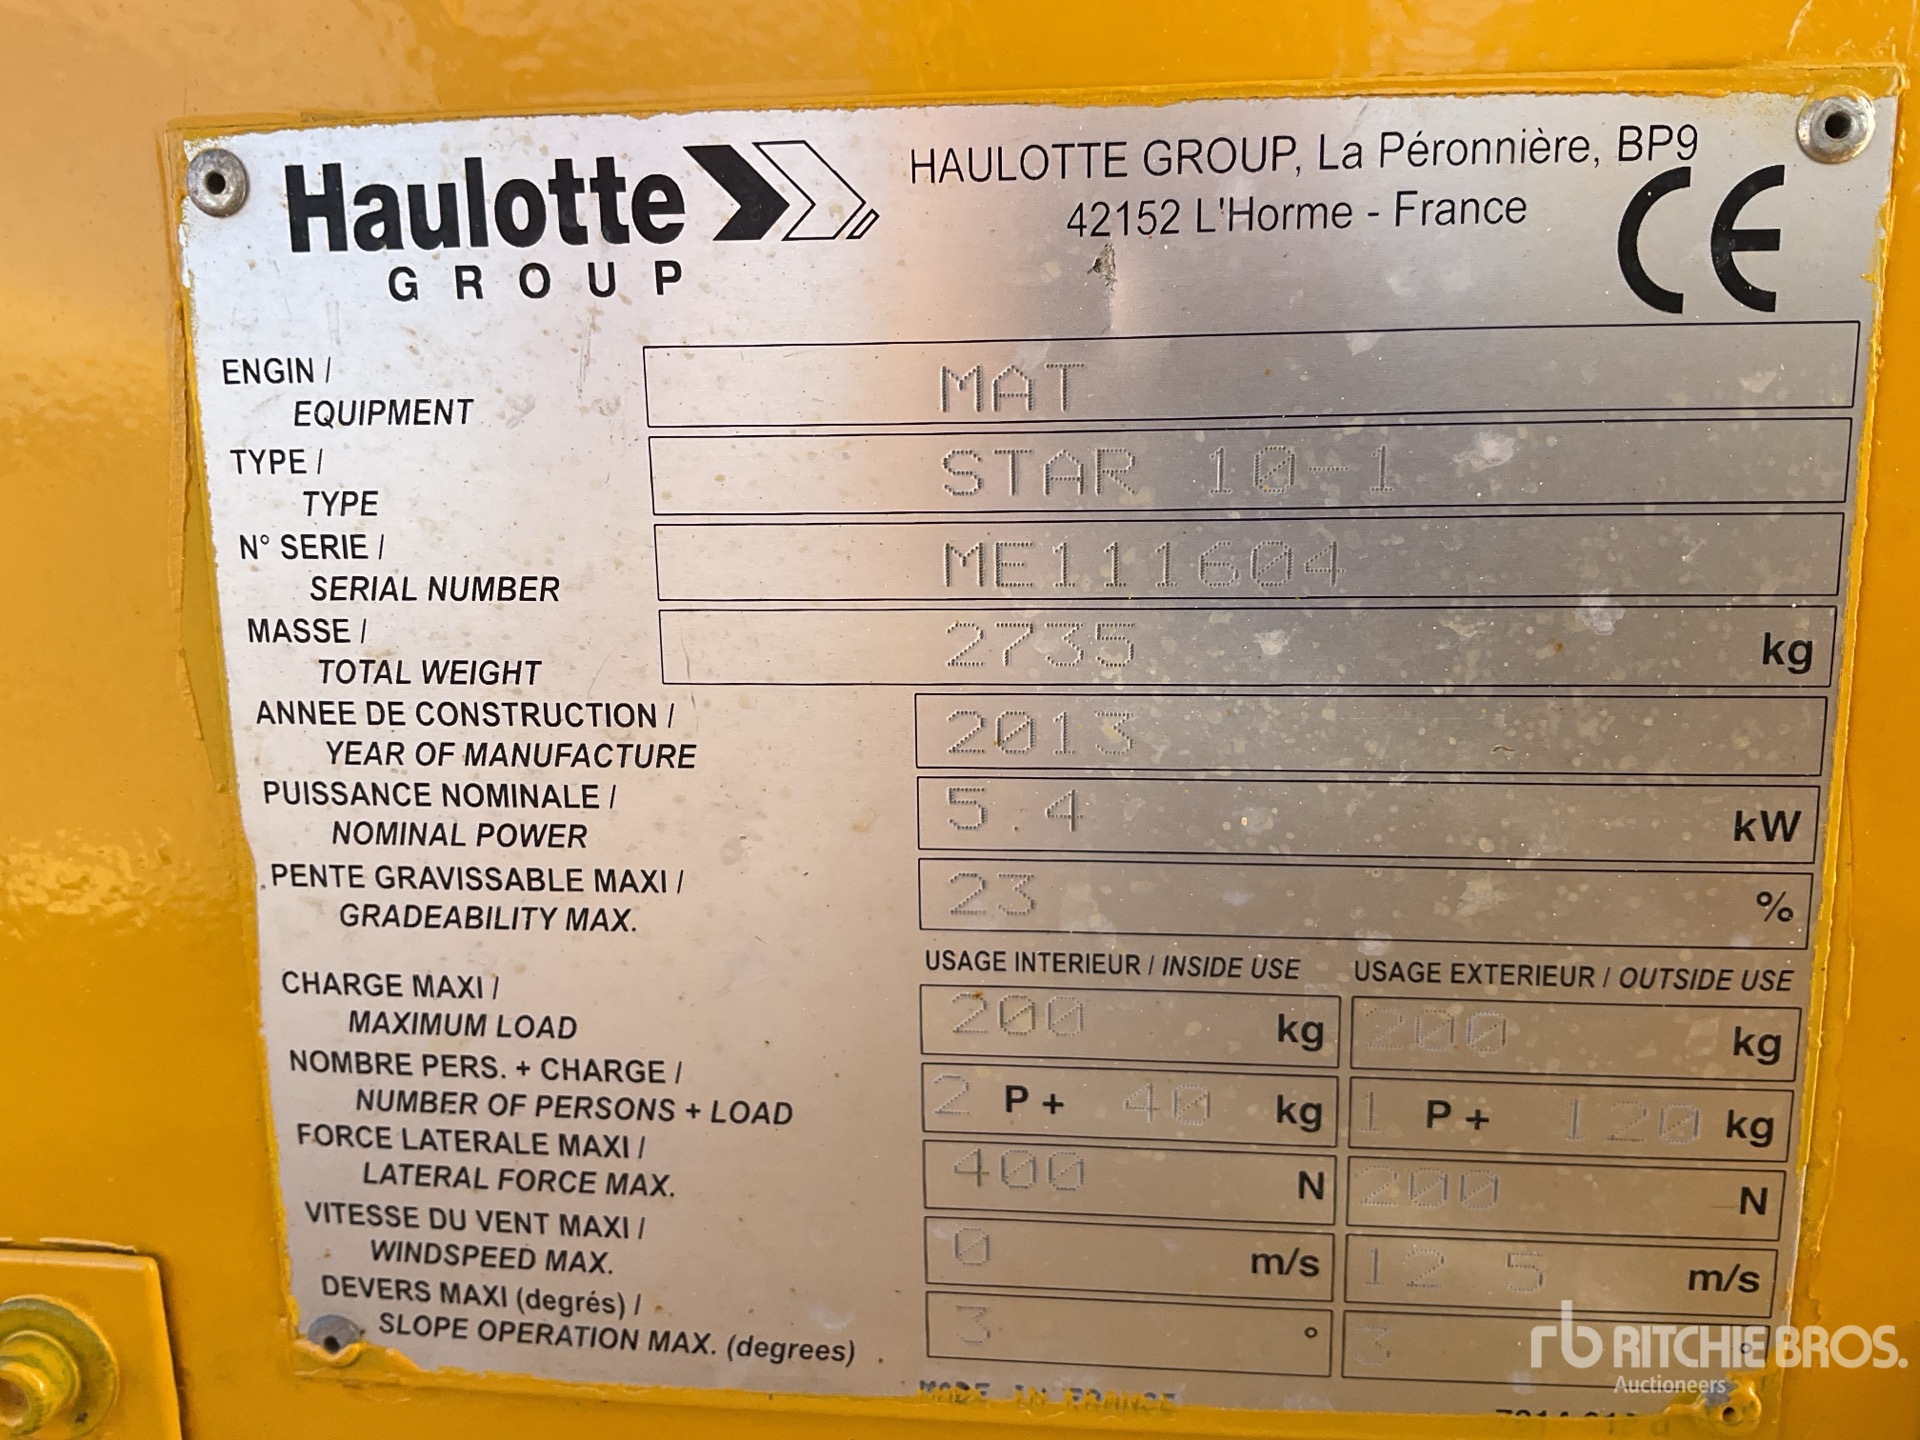 Haulotte
GROUP
HAULOTTE GROUP, La Péronnière, BP9
42152 L'Horme - France
CE
ENGIN /
EQUIPMENT
MAT
TYPE /
TYPE
STAR 10-1
N° SERIE /
SERIAL NUMBER
ME111604
MASSE /
TOTAL WEIGHT
2735 kg
ANNEE DE CONSTRUCTION /
YEAR OF MANUFACTURE
2013
PUISSANCE NOMINALE /
NOMINAL POWER
5.4 kW
PENTE GRAVISSABLE MAXI /
GRADEABILITY MAX.
23 %
USAGE INTERIEUR / INSIDE USE
USAGE EXTERIEUR / OUTSIDE USE
CHARGE MAXI /
MAXIMUM LOAD
200 kg
200 kg
NOMBRE PERS. + CHARGE /
NUMBER OF PERSONS + LOAD
2 P + 40 kg
1 P + 120 kg
FORCE LATERALE MAXI /
LATERAL FORCE MAX.
400 N
200 N
VITESSE DU VENT MAXI /
WINDSPEED MAX.
0 m/s
12 5 m/s
DEVERS MAXI (degrés) /
SLOPE OPERATION MAX. (degrees)
3 °
3 °
MADE IN FRANCE
rb RITCHIE BROS.
Auctioneers